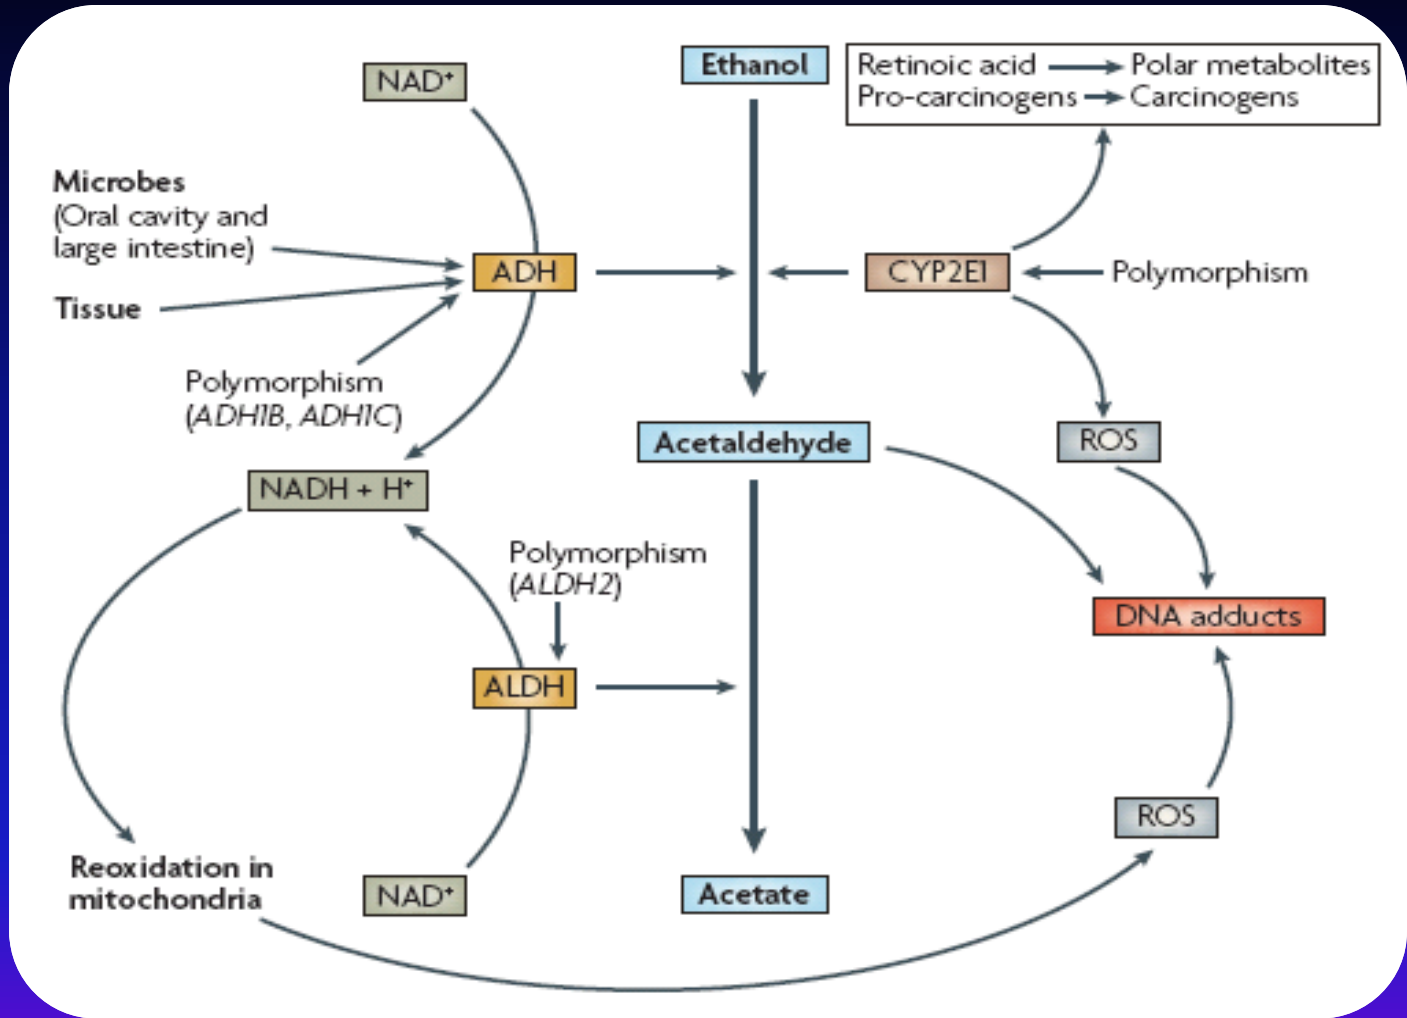 NAD⁺
Ethanol
Retinoic acid → Polar metabolites
Pro-carcinogens → Carcinogens
Microbes
(Oral cavity and
large intestine)
ADH
CYP2E1
Polymorphism
Tissue
Polymorphism
(ADH1B, ADH1C)
Acetaldehyde
ROS
NADH + H⁺
Polymorphism
(ALDH2)
DNA adducts
ALDH
ROS
Reoxidation in
mitochondria
NAD⁺
Acetate